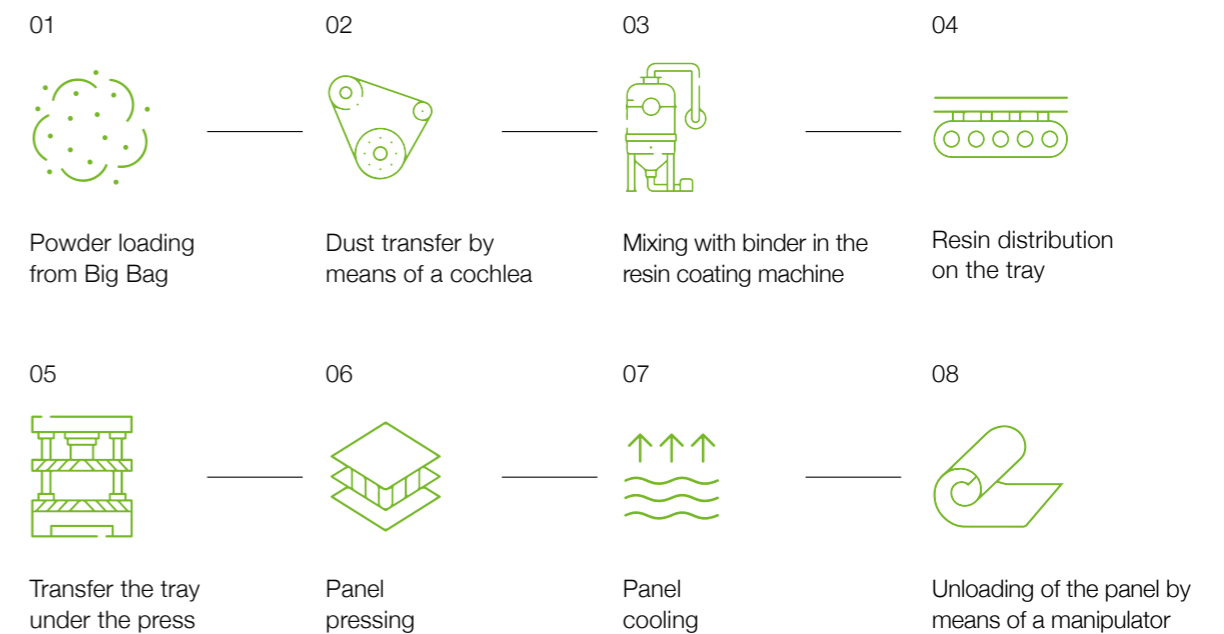 01
Powder loading
from Big Bag
02
Dust transfer by
means of a cochlea
03
Mixing with binder in the
resin coating machine
04
Resin distribution
on the tray
05
Transfer the tray
under the press
06
Panel
pressing
07
Panel
cooling
08
Unloading of the panel by
means of a manipulator